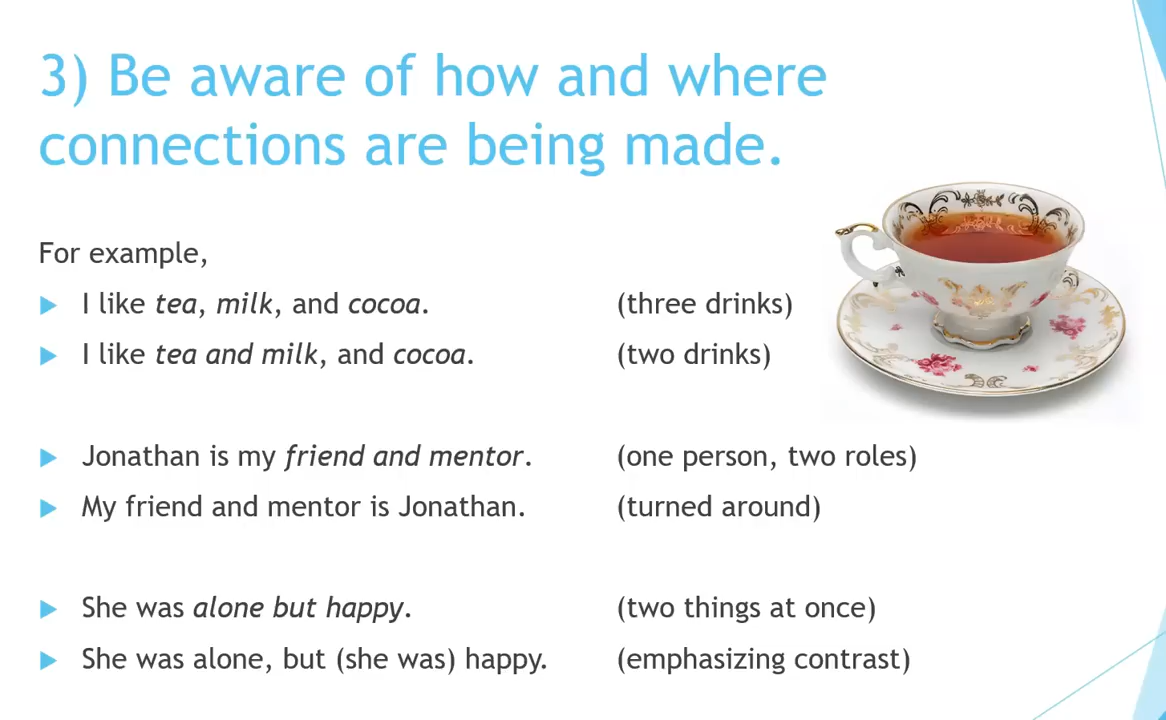 3) Be aware of how and where
connections are being made.
For example,
I like tea, milk, and cocoa. (three drinks)
I like tea and milk, and cocoa. (two drinks)
Jonathan is my friend and mentor. (one person, two roles)
My friend and mentor is Jonathan. (turned around)
She was alone but happy. (two things at once)
She was alone, but (she was) happy. (emphasizing contrast)